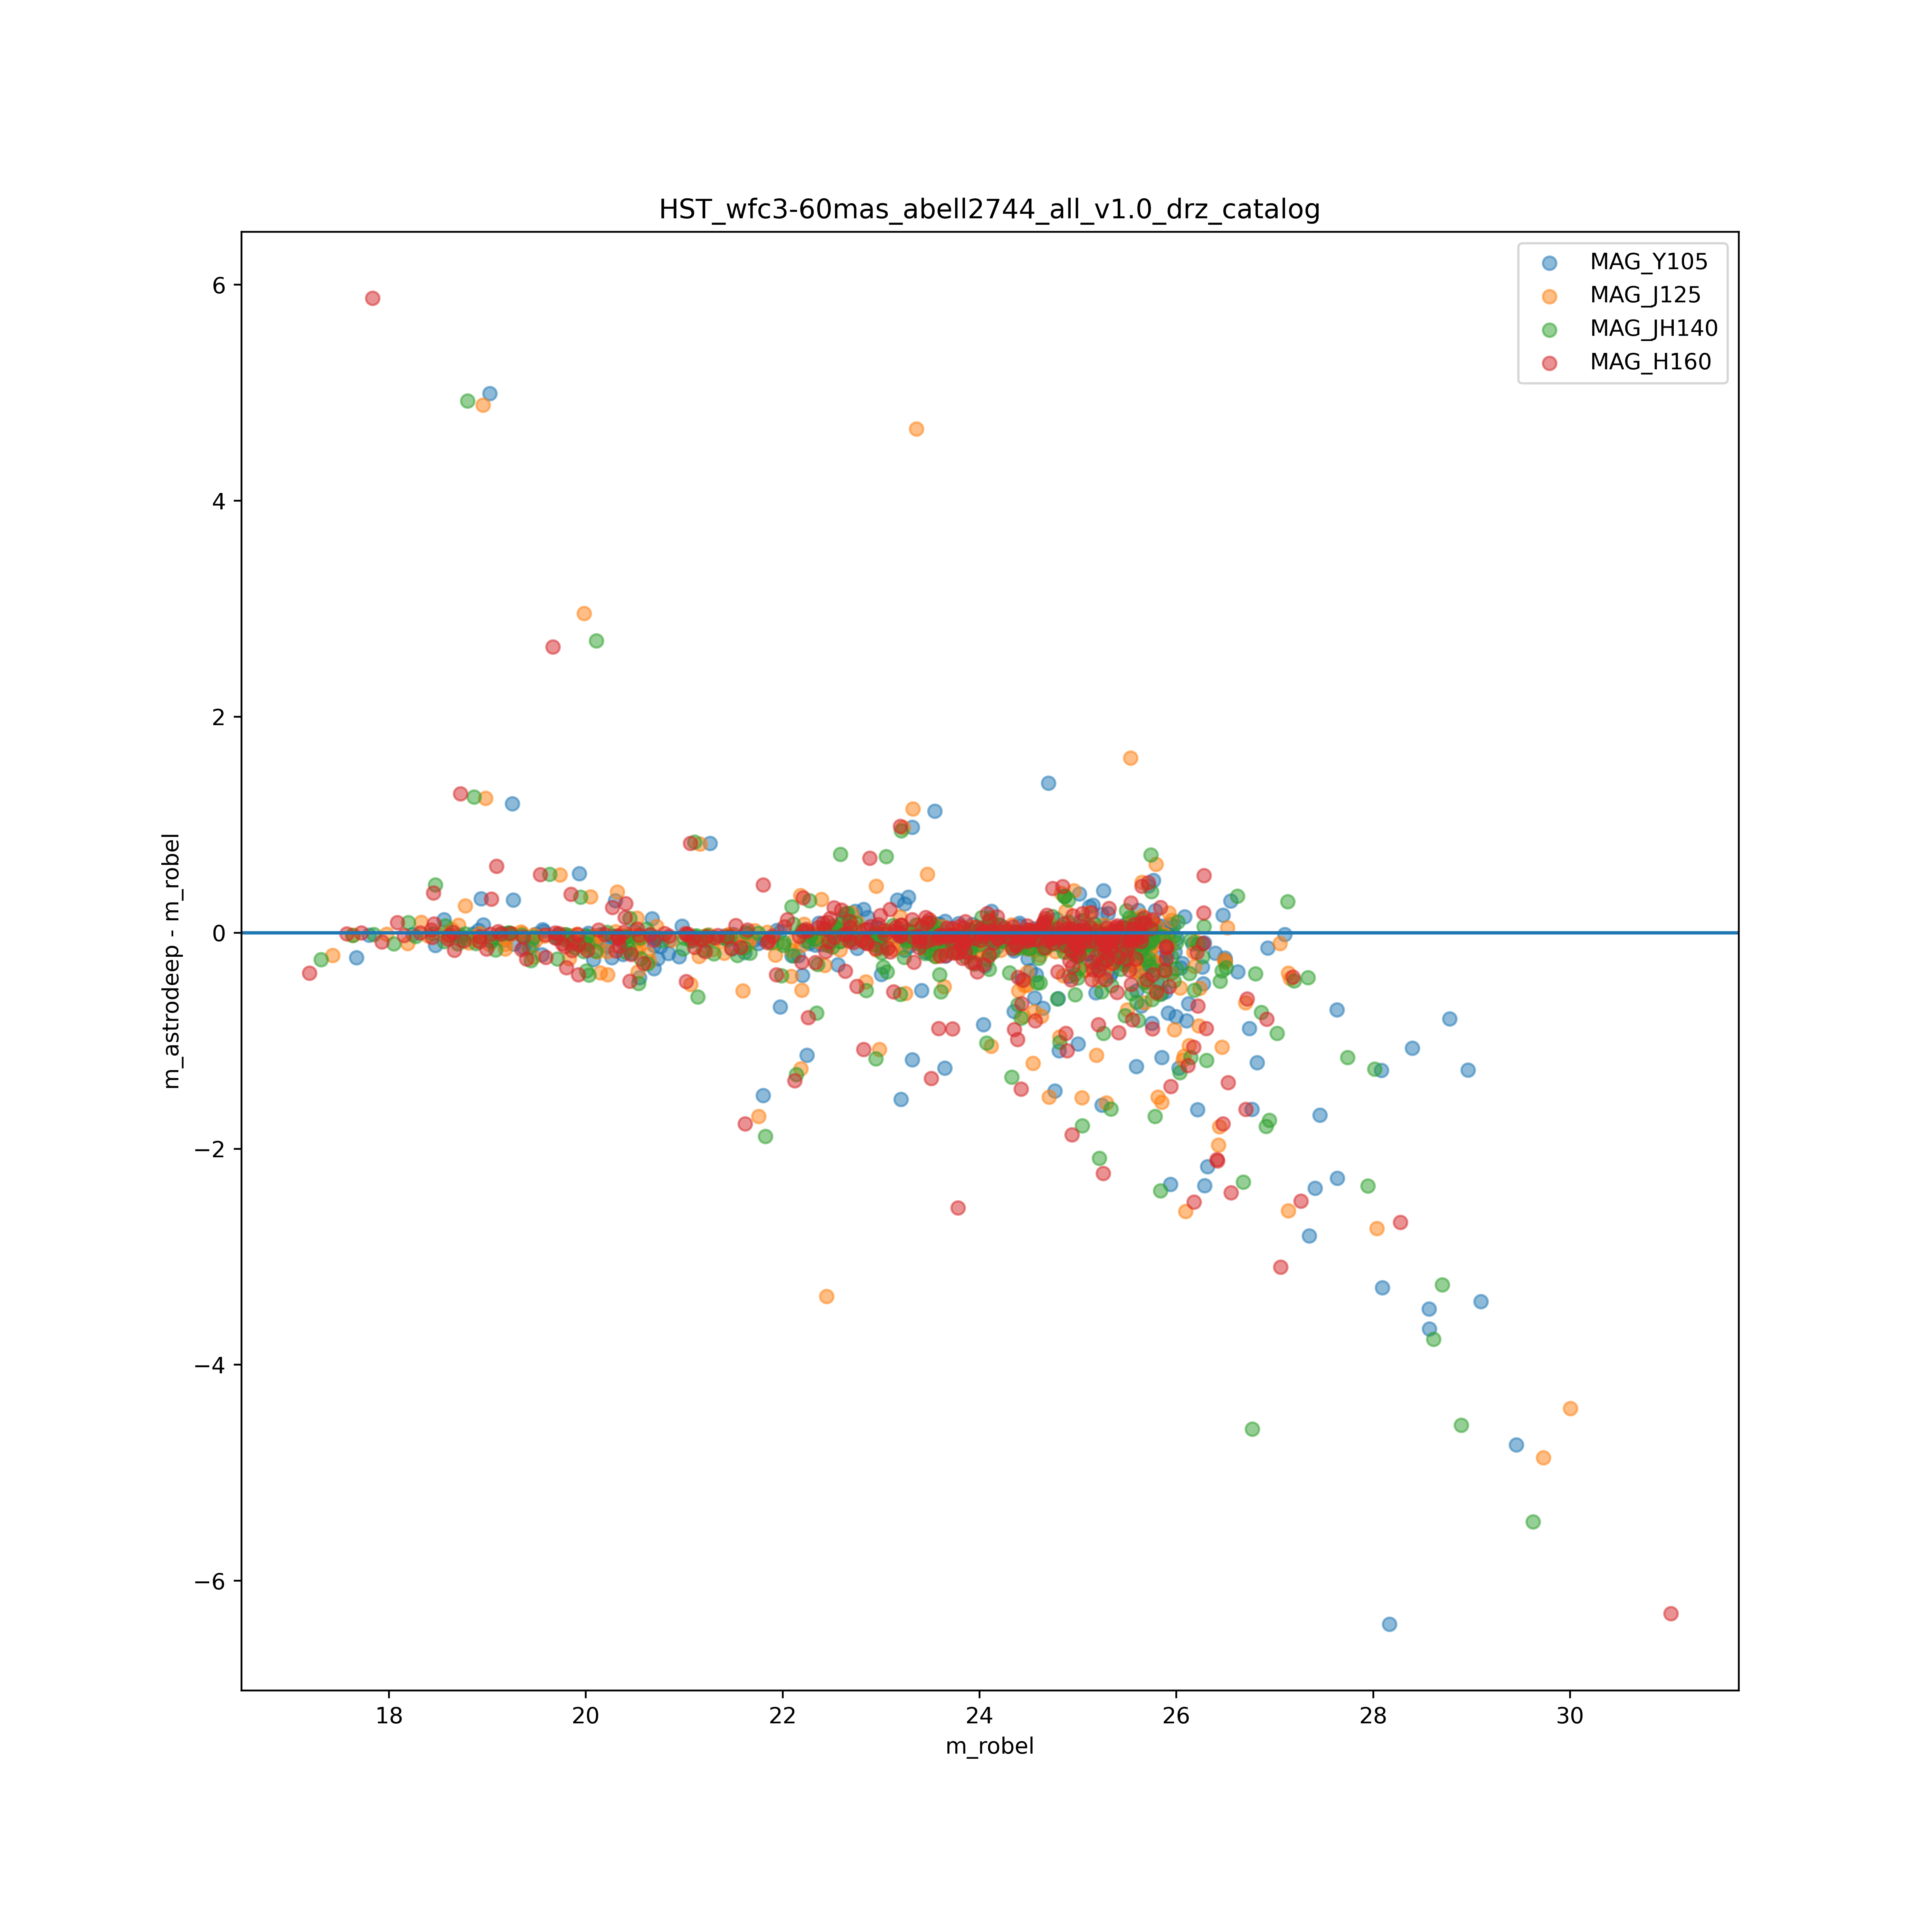 HST_wfc3-60mas_abell2744_all_v1.0_drz_catalog
MAG_Y105
MAG_J125
MAG_JH140
MAG_H160
6
4
2
0
−2
−4
−6
m_astrodeep - m_robel
18 20 22 24 26 28 30
m_robel